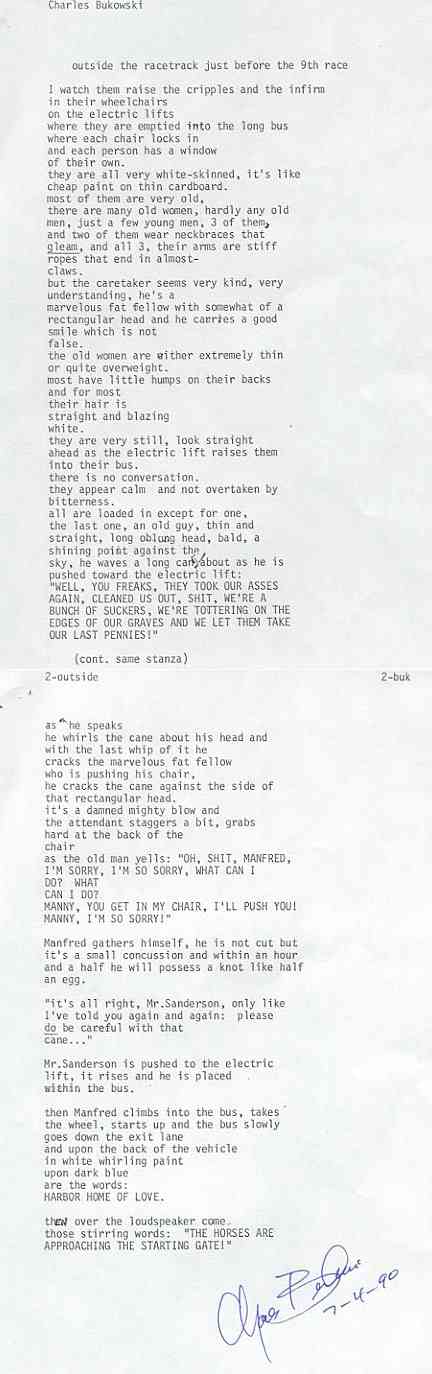 Charles Bukowski
outside the racetrack just before the 9th race
I watch them raise the cripples and the infirm
in their wheelchairs
on the electric lifts
where they are emptied into the long bus
where each chair locks in
and each person has a window
of their own.
they are all very white-skinned, it's like
cheap paint on thin cardboard.
most of them are very old,
there are many old women, hardly any old
men, just a few young men, 3 of them,
and two of them wear neckbraces that
gleam, and all 3, their arms are stiff
ropes that end in almost-
claws.
but the caretaker seems very kind, very
understanding, he's a
marvelous fat fellow with somewhat of a
rectangular head and he carries a good
smile which is not
false.
the old women are either extremely thin
or quite overweight.
most have little humps on their backs
and for most
their hair is
straight and blazing
white.
they are very still, look straight
ahead as the electric lift raises them
into their bus.
there is no conversation.
they appear calm and not overtaken by
bitterness.
all are loaded in except for one,
the last one, an old guy, thin and
straight, long oblung head, bald, a
shining point against the
sky, he waves a long cane about as he is
pushed toward the electric lift:
"WELL, YOU FREAKS, THEY TOOK OUR ASSES
AGAIN, CLEANED US OUT, SHIT, WE'RE A
BUNCH OF SUCKERS, WE'RE TOTTERING ON THE
EDGES OF OUR GRAVES AND WE LET THEM TAKE
OUR LAST PENNIES!"
(cont. same stanza)
2-outside 2-buk
as he speaks
he whirls the cane about his head and
with the last whip of it he
cracks the marvelous fat fellow
who is pushing his chair,
he cracks the cane against the side of
that rectangular head.
it's a damned mighty blow and
the attendant staggers a bit, grabs
hard at the back of the
chair
as the old man yells: "OH, SHIT, MANFRED,
I'M SORRY, I'M SO SORRY, WHAT CAN I
DO? WHAT
CAN I DO?
MANNY, YOU GET IN MY CHAIR, I'LL PUSH YOU!
MANNY, I'M SO SORRY!"
Manfred gathers himself, he is not cut but
it's a small concussion and within an hour
and a half he will possess a knot like half
an egg.
"it's all right, Mr.Sanderson, only like
I've told you again and again: please
do be careful with that
cane..."
Mr.Sanderson is pushed to the electric
lift, it rises and he is placed
within the bus.
then Manfred climbs into the bus, takes
the wheel, starts up and the bus slowly
goes down the exit lane
and upon the back of the vehicle
in white whirling paint
upon dark blue
are the words:
HARBOR HOME OF LOVE.
thEN over the loudspeaker come
those stirring words: "THE HORSES ARE
APPROACHING THE STARTING GATE!"
7-4-90